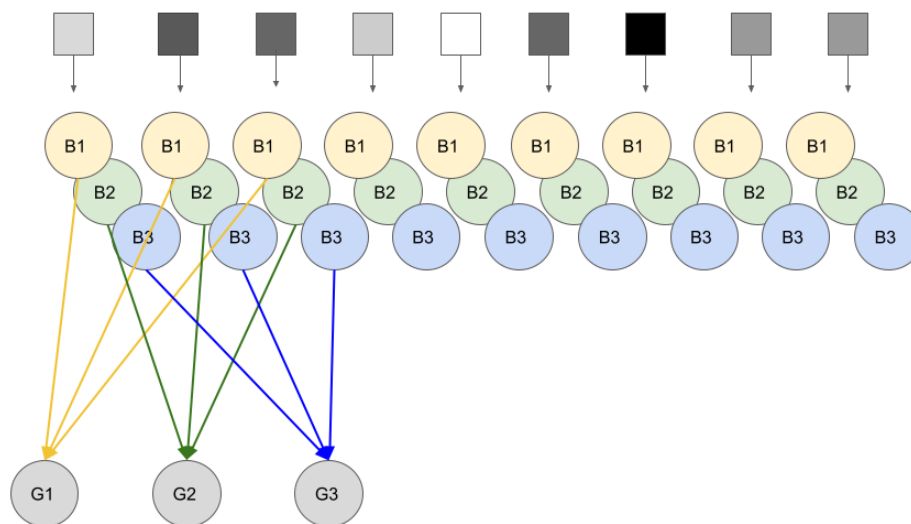 B1 B1 B1 B1 B1 B1 B1 B1 B1
B2 B2 B2 B2 B2 B2 B2 B2 B2
B3 B3 B3 B3 B3 B3 B3 B3 B3
G1 G2 G3